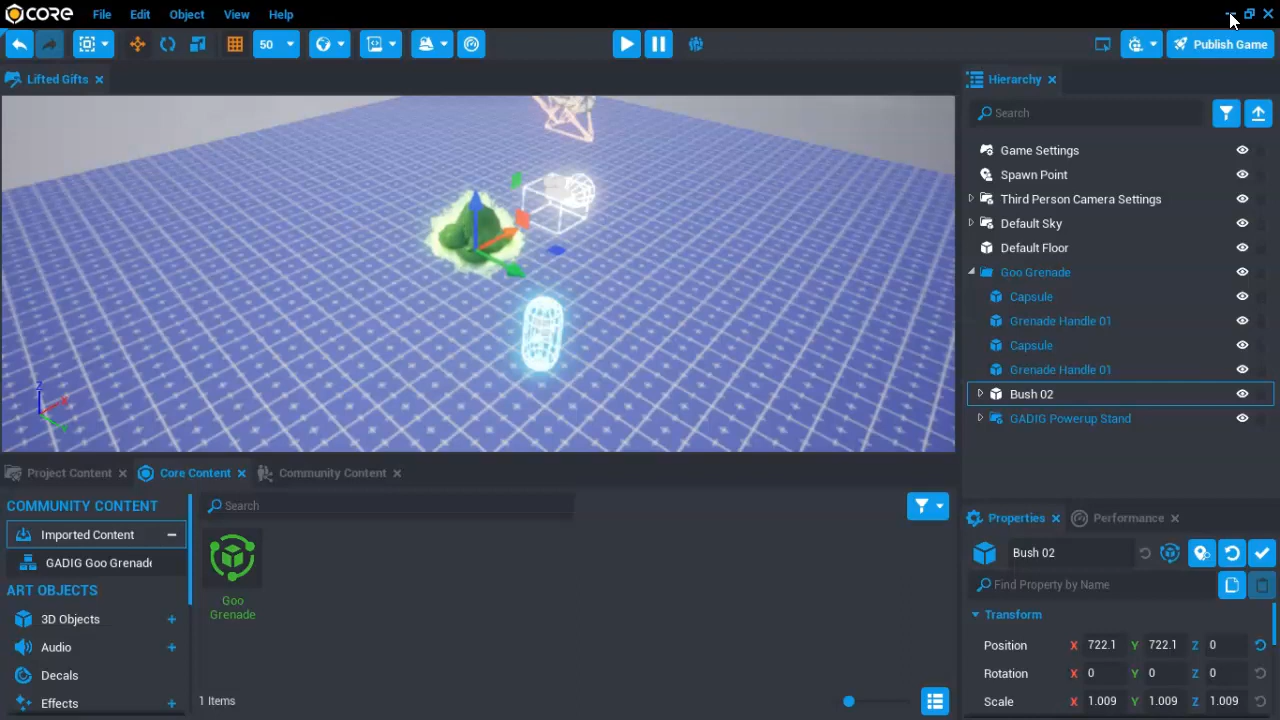 CORE File Edit Object View Help
50 Publish Game
Lifted Gifts
Hierarchy
Search
Game Settings
Spawn Point
Third Person Camera Settings
Default Sky
Default Floor
Goo Grenade
Capsule
Grenade Handle 01
Capsule
Grenade Handle 01
Bush 02
GADIG Powerup Stand
Z
X
Y
Project Content Core Content Community Content
COMMUNITY CONTENT
Imported Content
GADIG Goo Grenade
ART OBJECTS
3D Objects
Audio
Decals
Effects
Search
Goo
Grenade
1 Items
Properties Performance
Bush 02
Find Property by Name
Transform
Position X 722.1 Y 722.1 Z 0
Rotation X 0 Y 0 Z 0
Scale X 1.009 Y 1.009 Z 1.009